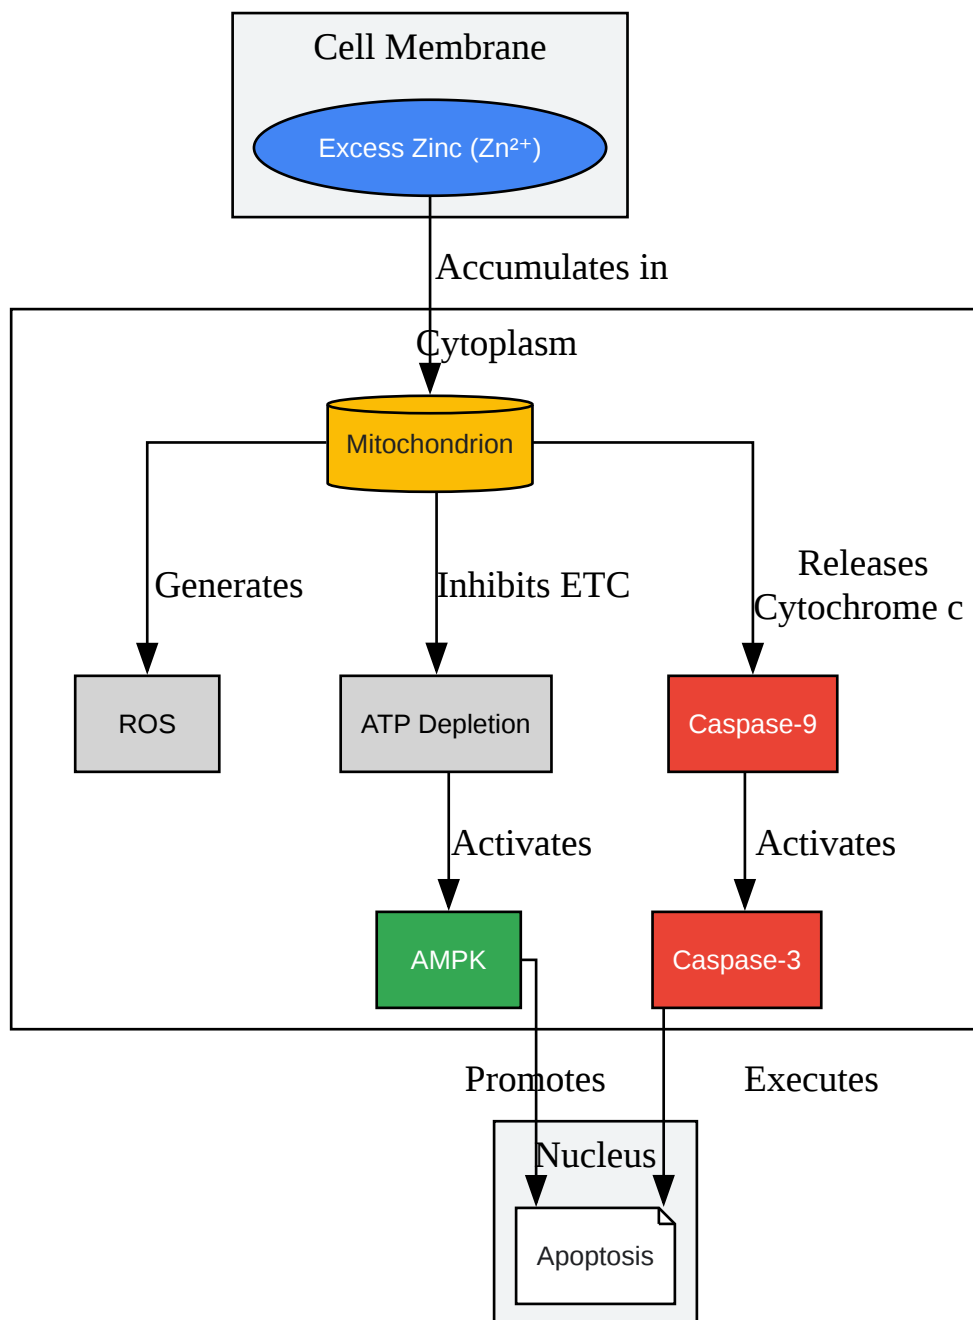 Cell Membrane
Excess Zinc (Zn²⁺)
Accumulates in
Cytoplasm
Mitochondrion
Generates
Inhibits ETC
Releases
Cytochrome c
ROS
ATP Depletion
Caspase-9
Activates
Activates
AMPK
Caspase-3
Promotes
Executes
Nucleus
Apoptosis